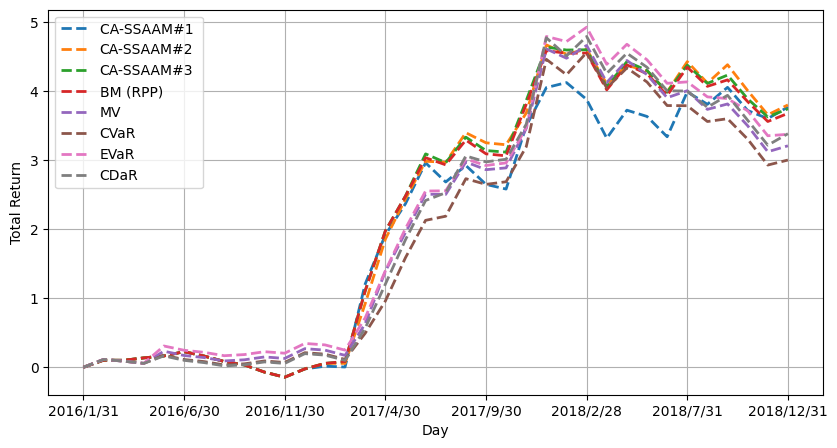 CA-SSAAM#1
CA-SSAAM#2
CA-SSAAM#3
BM (RPP)
MV
CVaR
EVaR
CDaR
Total Return
5
4
3
2
1
0
2016/1/31 2016/6/30 2016/11/30 2017/4/30 2017/9/30 2018/2/28 2018/7/31 2018/12/31
Day